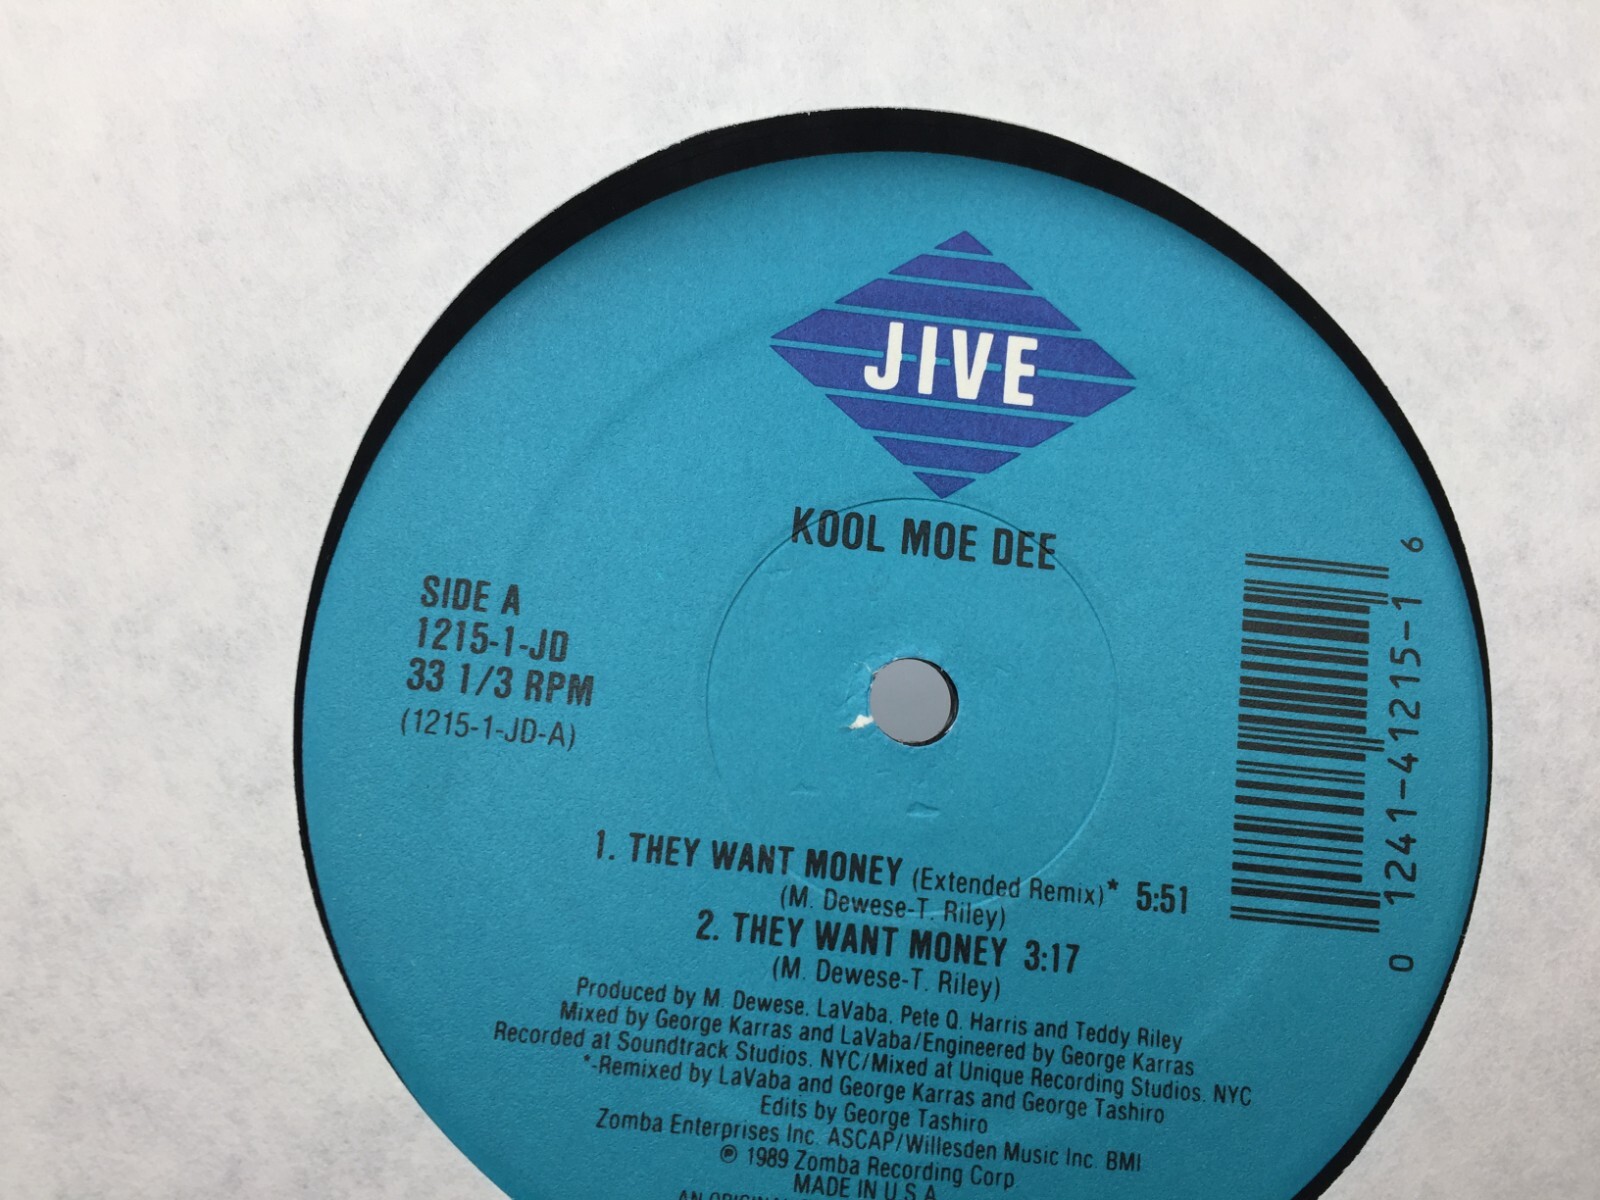 JIVE
KOOL MOE DEE
SIDE A
1215-1-JD
33 1/3 RPM
(1215-1-JD-A)
0 1241-41215-1 6
1. THEY WANT MONEY (Extended Remix)* 5:51
(M. Dewese-T. Riley)
2. THEY WANT MONEY 3:17
(M. Dewese-T. Riley)
Produced by M. Dewese, LaVaba, Pete Q. Harris and Teddy Riley
Mixed by George Karras and LaVaba/Engineered by George Karras
Recorded at Soundtrack Studios, NYC/Mixed at Unique Recording Studios, NYC
*-Remixed by LaVaba and George Karras and George Tashiro
Edits by George Tashiro
Zomba Enterprises Inc. ASCAP/Willesden Music Inc. BMI
℗ 1989 Zomba Recording Corp.
MADE IN U.S.A.
AN